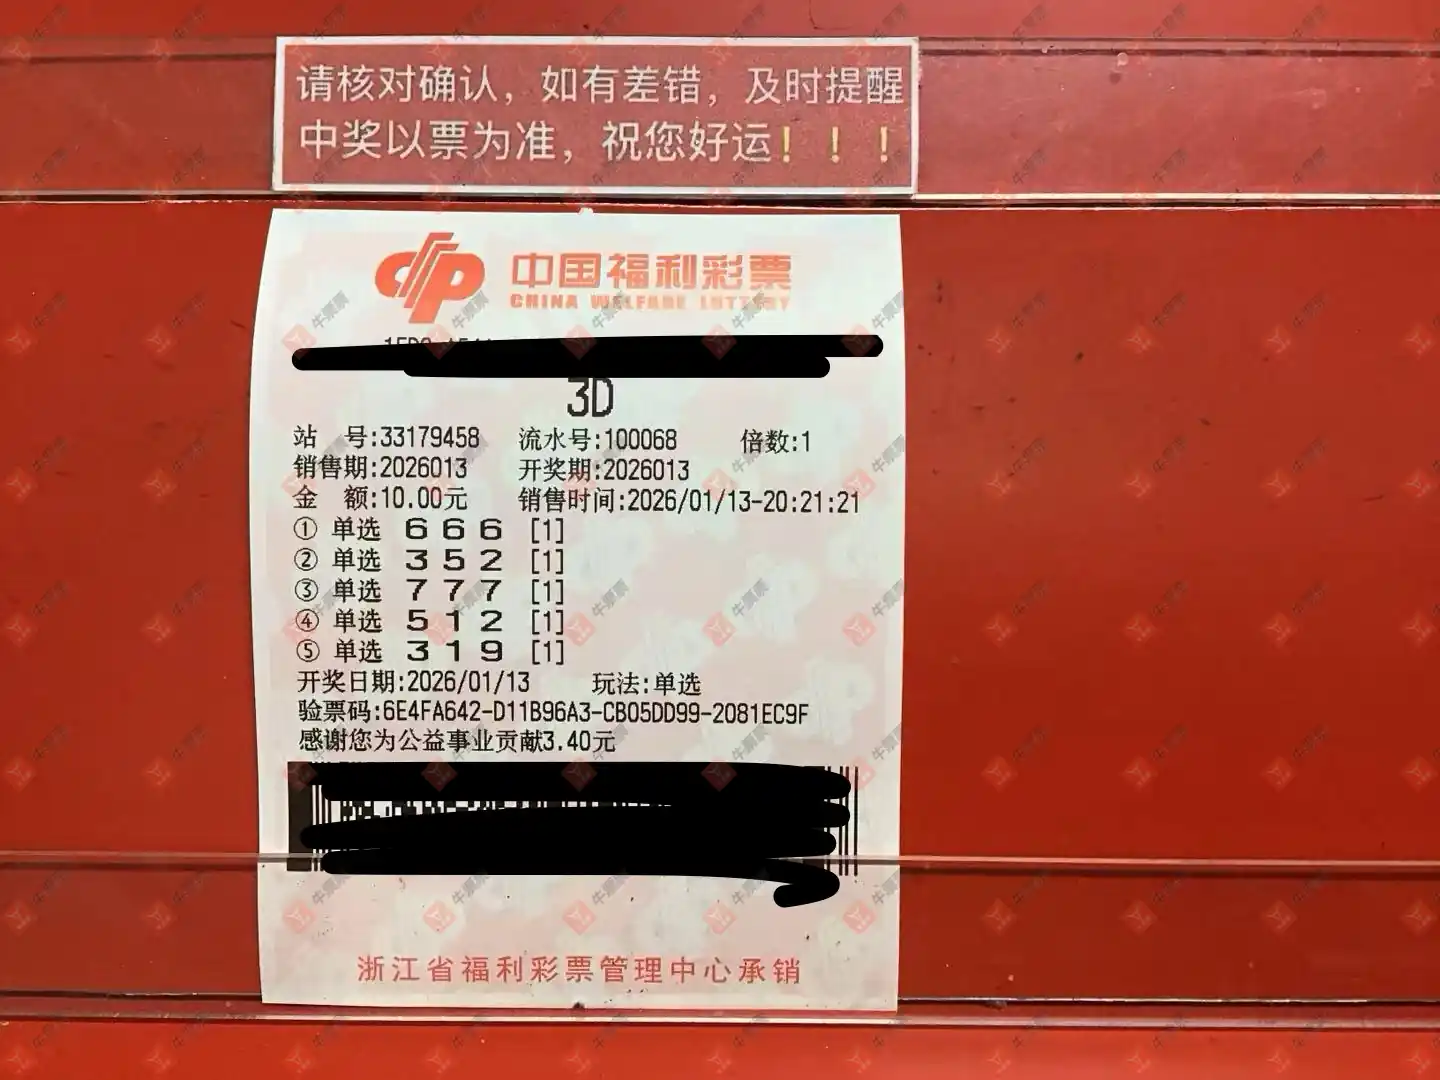 请核对确认，如有差错，及时提醒
中奖以票为准，祝您好运！！！
中国福利彩票
CHINA WELFARE LOTTERY
3D
站 号:33179458 流水号:100068 倍数:1
销售期:2026013 开奖期:2026013
金 额:10.00元 销售时间:2026/01/13-20:21:21
① 单选 6 6 6 [1]
② 单选 3 5 2 [1]
③ 单选 7 7 7 [1]
④ 单选 5 1 2 [1]
⑤ 单选 3 1 9 [1]
开奖日期:2026/01/13 玩法:单选
验票码:6E4FA642-D11B96A3-CB05DD99-2081EC9F
感谢您为公益事业贡献3.40元
浙江省福利彩票管理中心承销
牛票票